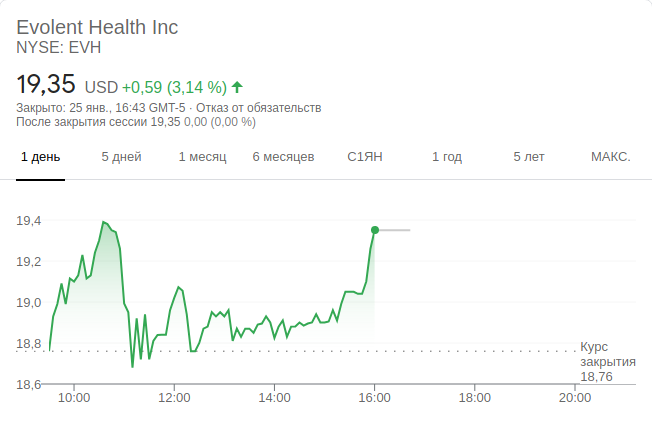 Evolent Health Inc
NYSE: EVH
19,35 USD +0,59 (3,14 %)
Закрыто: 25 янв., 16:43 GMT-5 · Отказ от обязательств
После закрытия сессии 19,35 0,00 (0,00 %)
1 день 5 дней 1 месяц 6 месяцев С1ЯН 1 год 5 лет МАКС.
19,4
19,2
19,0
18,8
18,6
Курс
закрытия
18,76
10:00 12:00 14:00 16:00 18:00 20:00